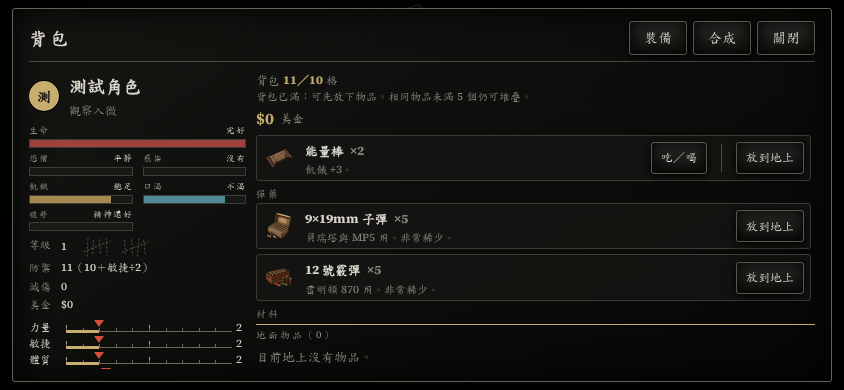 背包
裝備
合成
關閉
測
測試角色
觀察入微
生命 完好
恐懼 平靜
感染 沒有
飢餓 飽足
口渴 不渴
疲勞 精神還好
等級 1
防禦 11（10＋敏捷÷2）
減傷 0
美金 $0
力量 2
敏捷 2
體質 2
背包 11／10 格
背包已滿；可先放下物品。相同物品未滿 5 個仍可堆疊。
$0 美金
能量棒 ×2
飢餓 +3。
吃／喝
放到地上
彈藥
9×19mm 子彈 ×5
貝瑞塔與 MP5 用。非常稀少。
放到地上
12 號霰彈 ×5
雷明頓 870 用。非常稀少。
放到地上
材料
地面物品（0）
目前地上沒有物品。